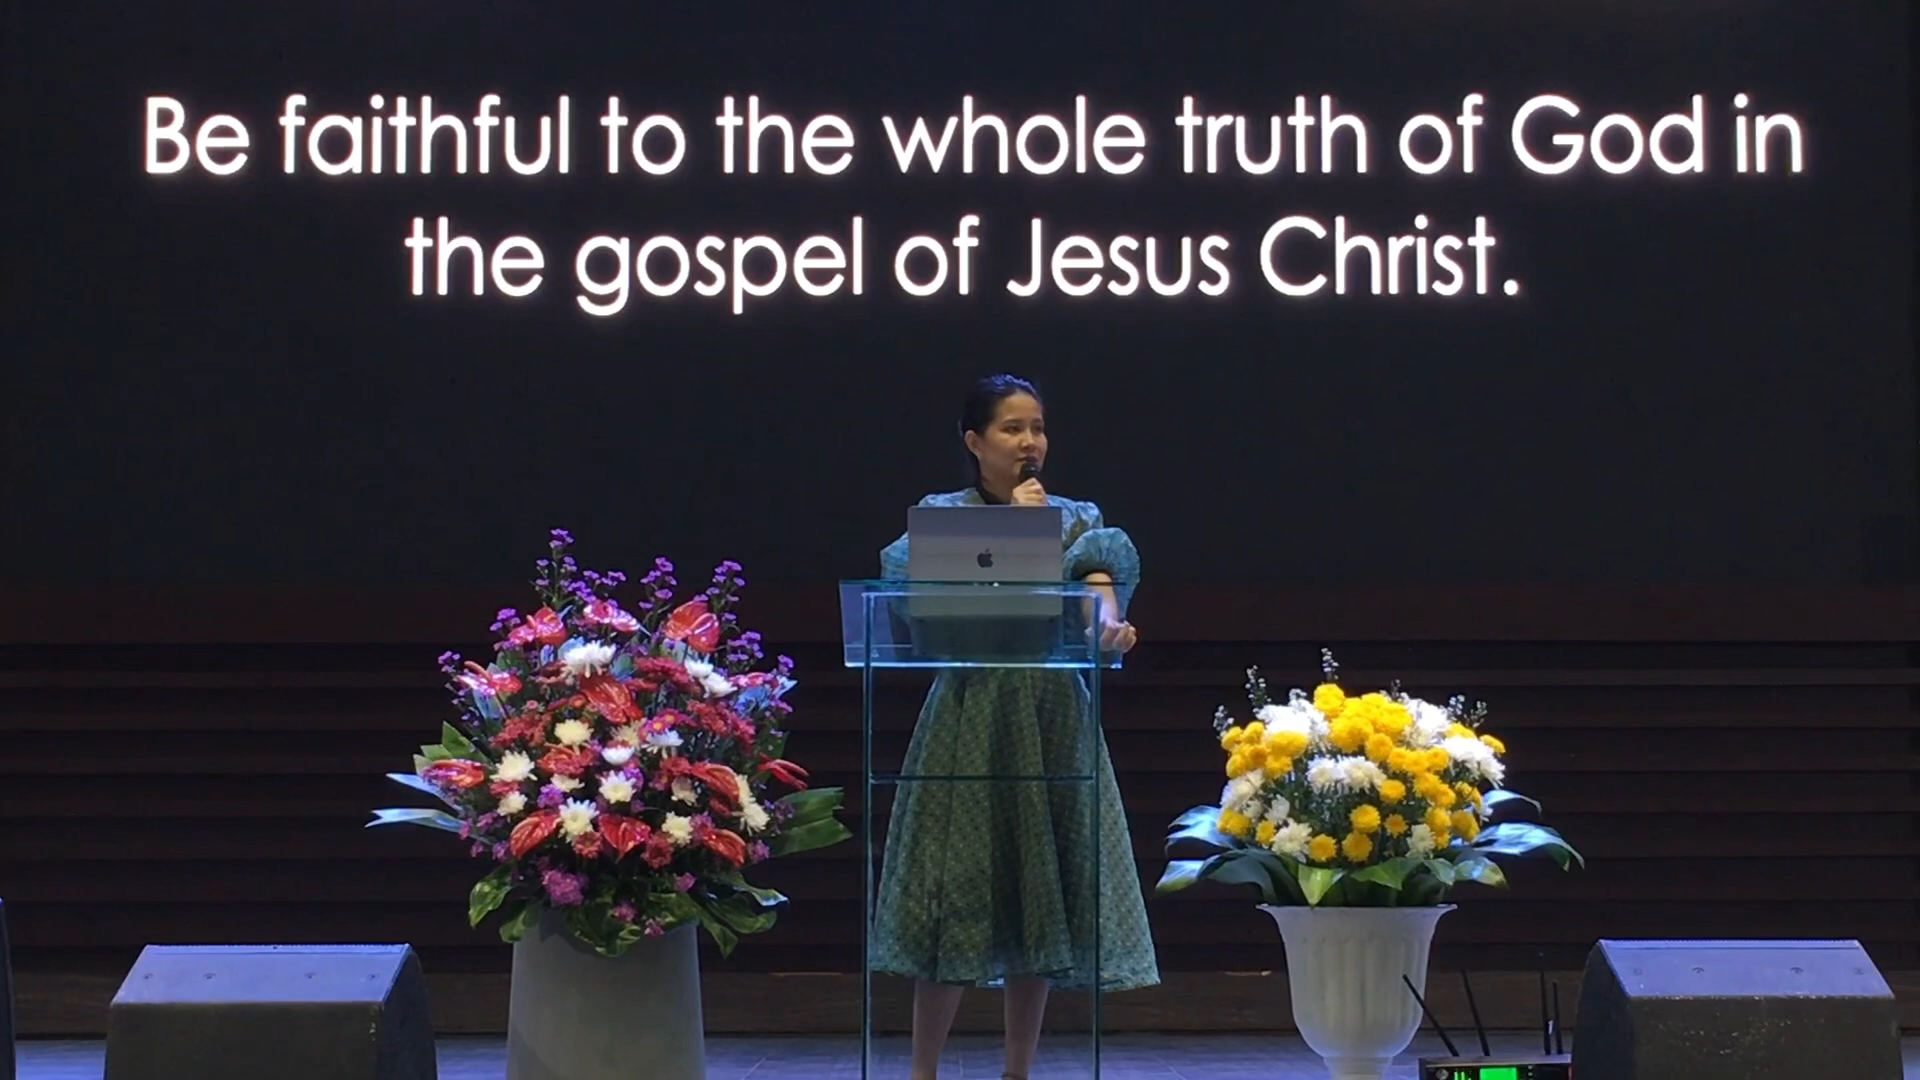 Be faithful to the whole truth of God in
the gospel of Jesus Christ.